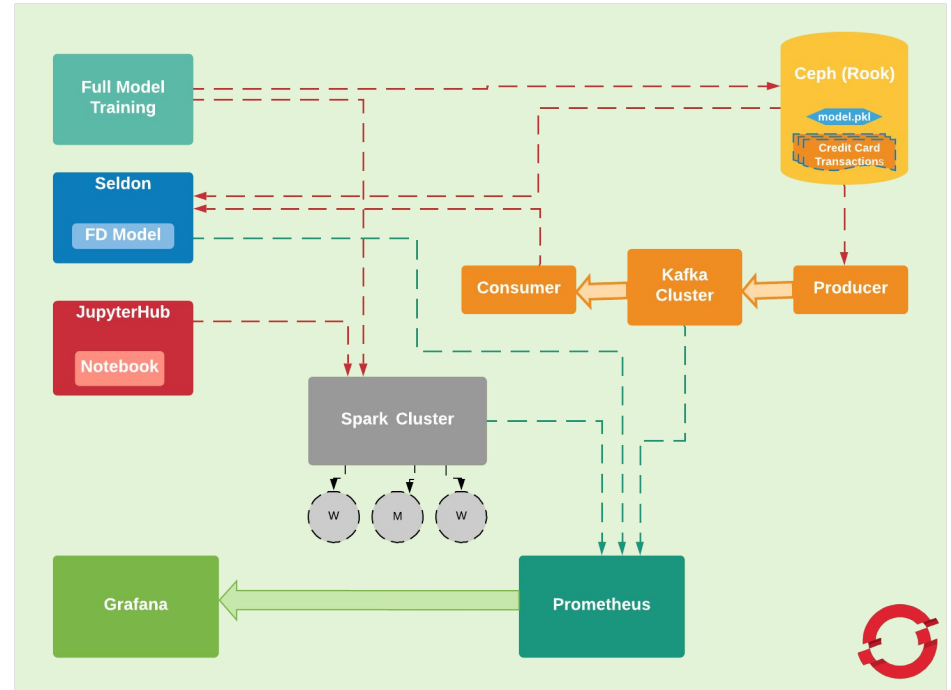 Full Model
Training
Ceph (Rook)
model.pkl
Credit Card
Transactions
Seldon
FD Model
Consumer
Kafka
Cluster
Producer
JupyterHub
Notebook
Spark Cluster
W
M
W
Grafana
Prometheus